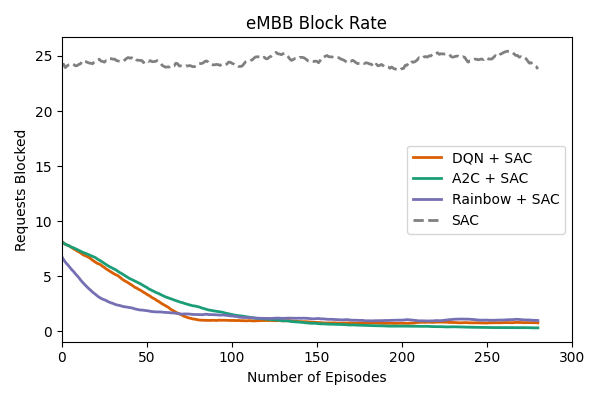 eMBB Block Rate
Requests Blocked
25
20
15
10
5
0
DQN + SAC
A2C + SAC
Rainbow + SAC
SAC
0 50 100 150 200 250 300
Number of Episodes